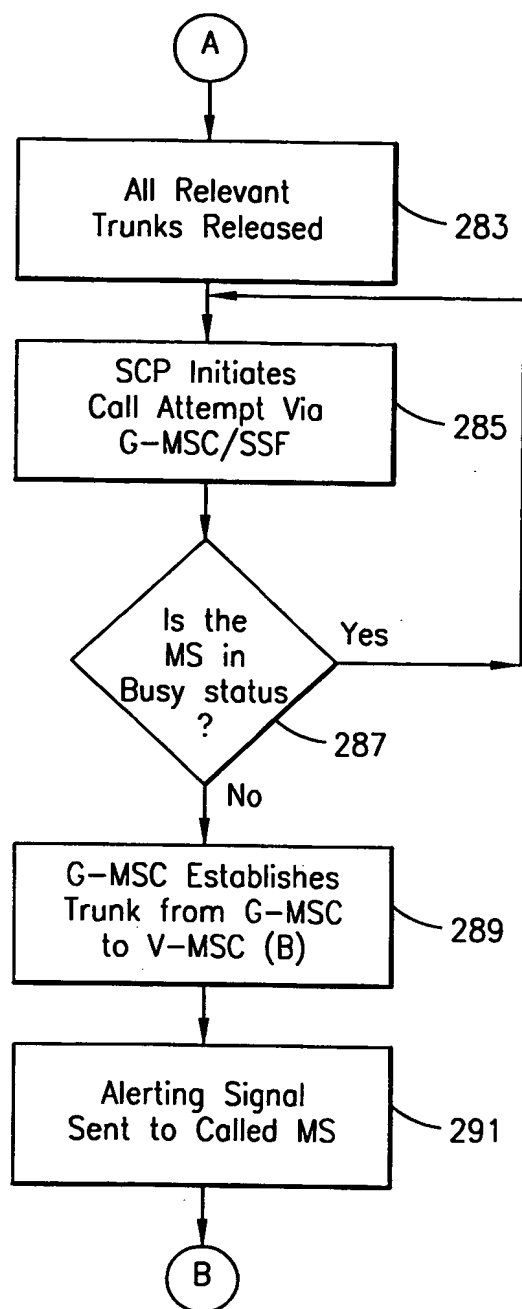 A
All Relevant
Trunks Released
283
SCP Initiates
Call Attempt Via
G-MSC/SSF
285
Is the
MS in
Busy status
?
Yes
287
No
G-MSC Establishes
Trunk from G-MSC
to V-MSC (B)
289
Alerting Signal
Sent to Called MS
291
B